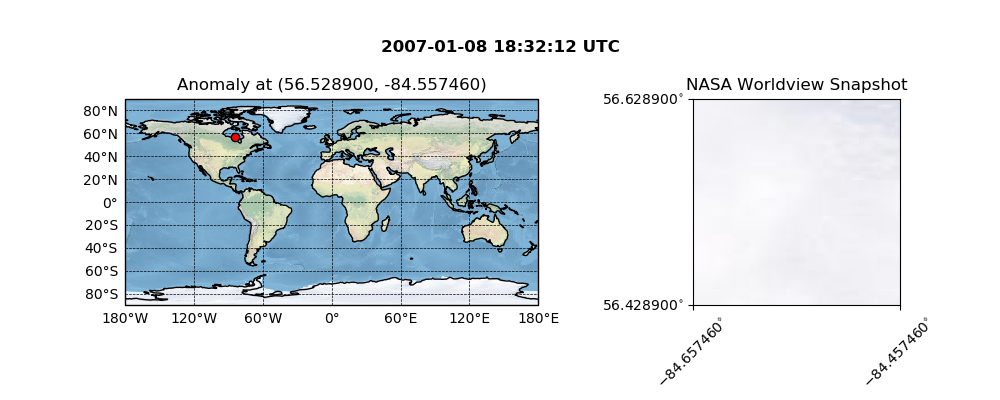 2007-01-08 18:32:12 UTC
Anomaly at (56.528900, -84.557460)
NASA Worldview Snapshot
80°N
60°N
40°N
20°N
0°
20°S
40°S
60°S
80°S
180°W 120°W 60°W 0° 60°E 120°E 180°E
56.628900°
56.428900°
−84.657460°
−84.457460°